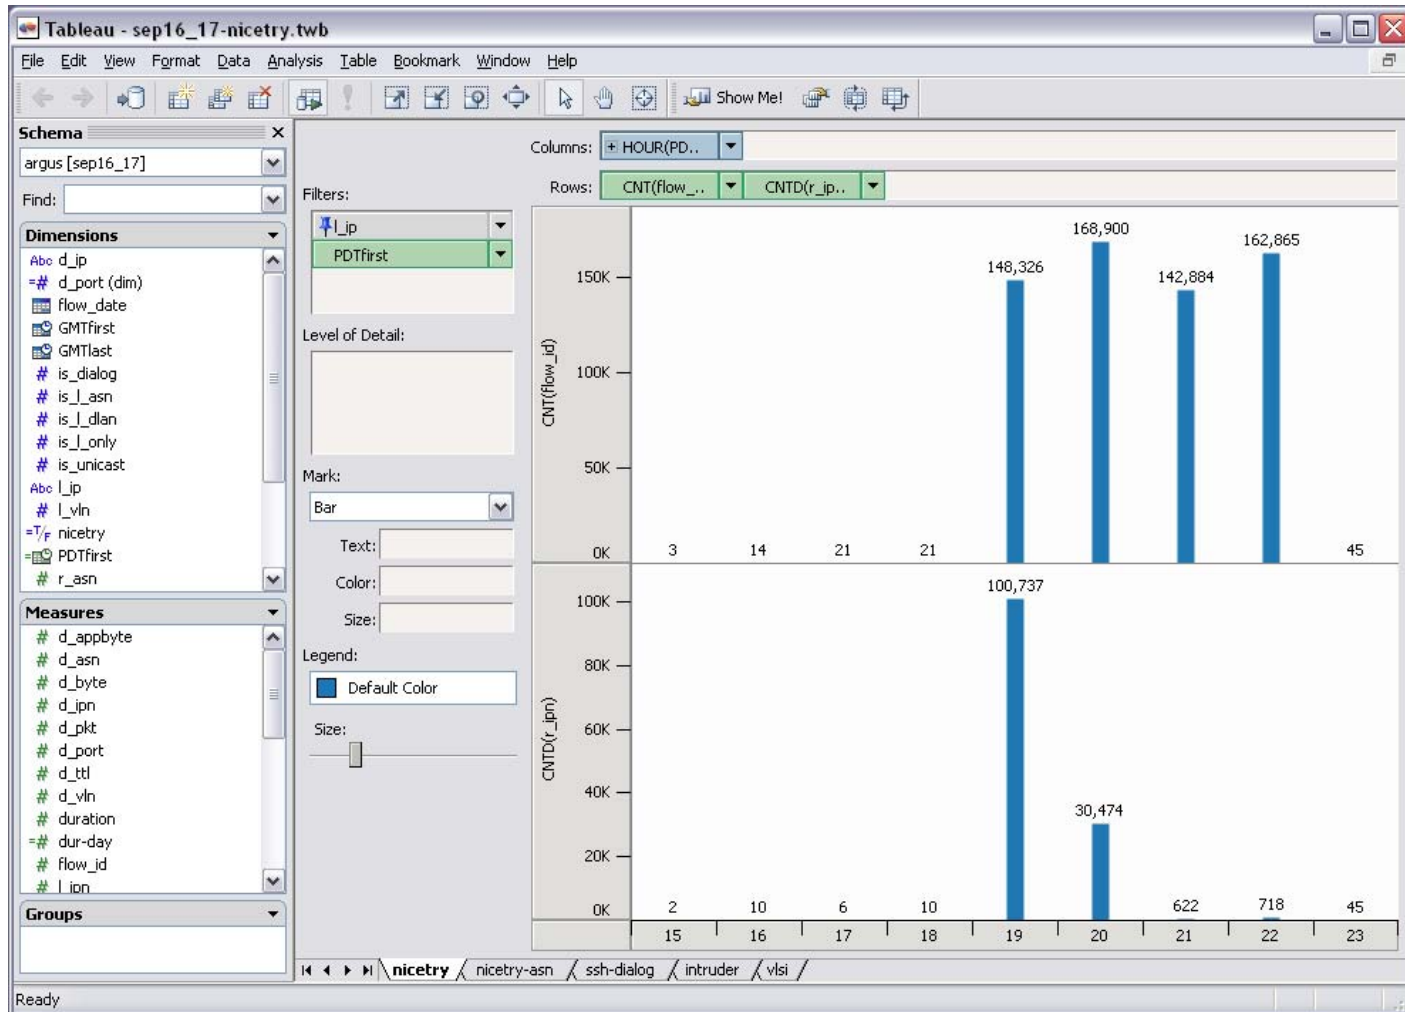 Tableau - sep16_17-nicetry.twb
File Edit View Format Data Analysis Table Bookmark Window Help
Show Me!
Schema
argus [sep16_17]
Find:
Dimensions
Abc d_ip
=# d_port (dim)
flow_date
GMTfirst
GMTlast
# is_dialog
# is_l_asn
# is_l_dlan
# is_l_only
# is_unicast
Abc l_ip
# l_vln
=T/F nicetry
PDTfirst
# r_asn
Measures
# d_appbyte
# d_asn
# d_byte
# d_ipn
# d_pkt
# d_port
# d_ttl
# d_vln
# duration
=# dur-day
# flow_id
# l_ipn
Groups
Filters:
l_ip
PDTfirst
Level of Detail:
Mark:
Bar
Text:
Color:
Size:
Legend:
Default Color
Size:
Columns: + HOUR(PD..
Rows: CNT(flow_.. CNTD(r_ip..
CNT(flow_id)
150K
100K
50K
0K
3 14 21 21 148,326 168,900 142,884 162,865 45
CNTD(r_ipn)
100K
80K
60K
40K
20K
0K
2 10 6 10 100,737 30,474 622 718 45
15 16 17 18 19 20 21 22 23
nicetry nicetry-asn ssh-dialog intruder vlsi
Ready